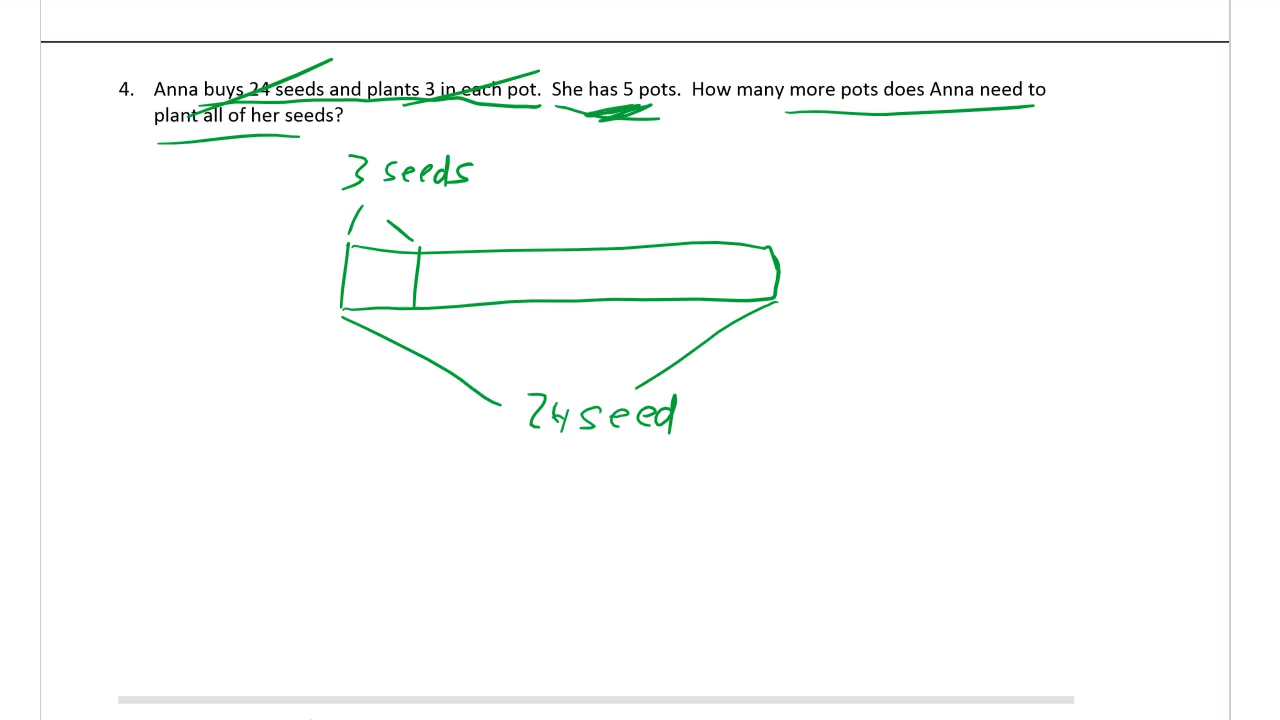 4. Anna buys 24 seeds and plants 3 in each pot. She has 5 pots. How many more pots does Anna need to
plant all of her seeds?
3 seeds
24 seed